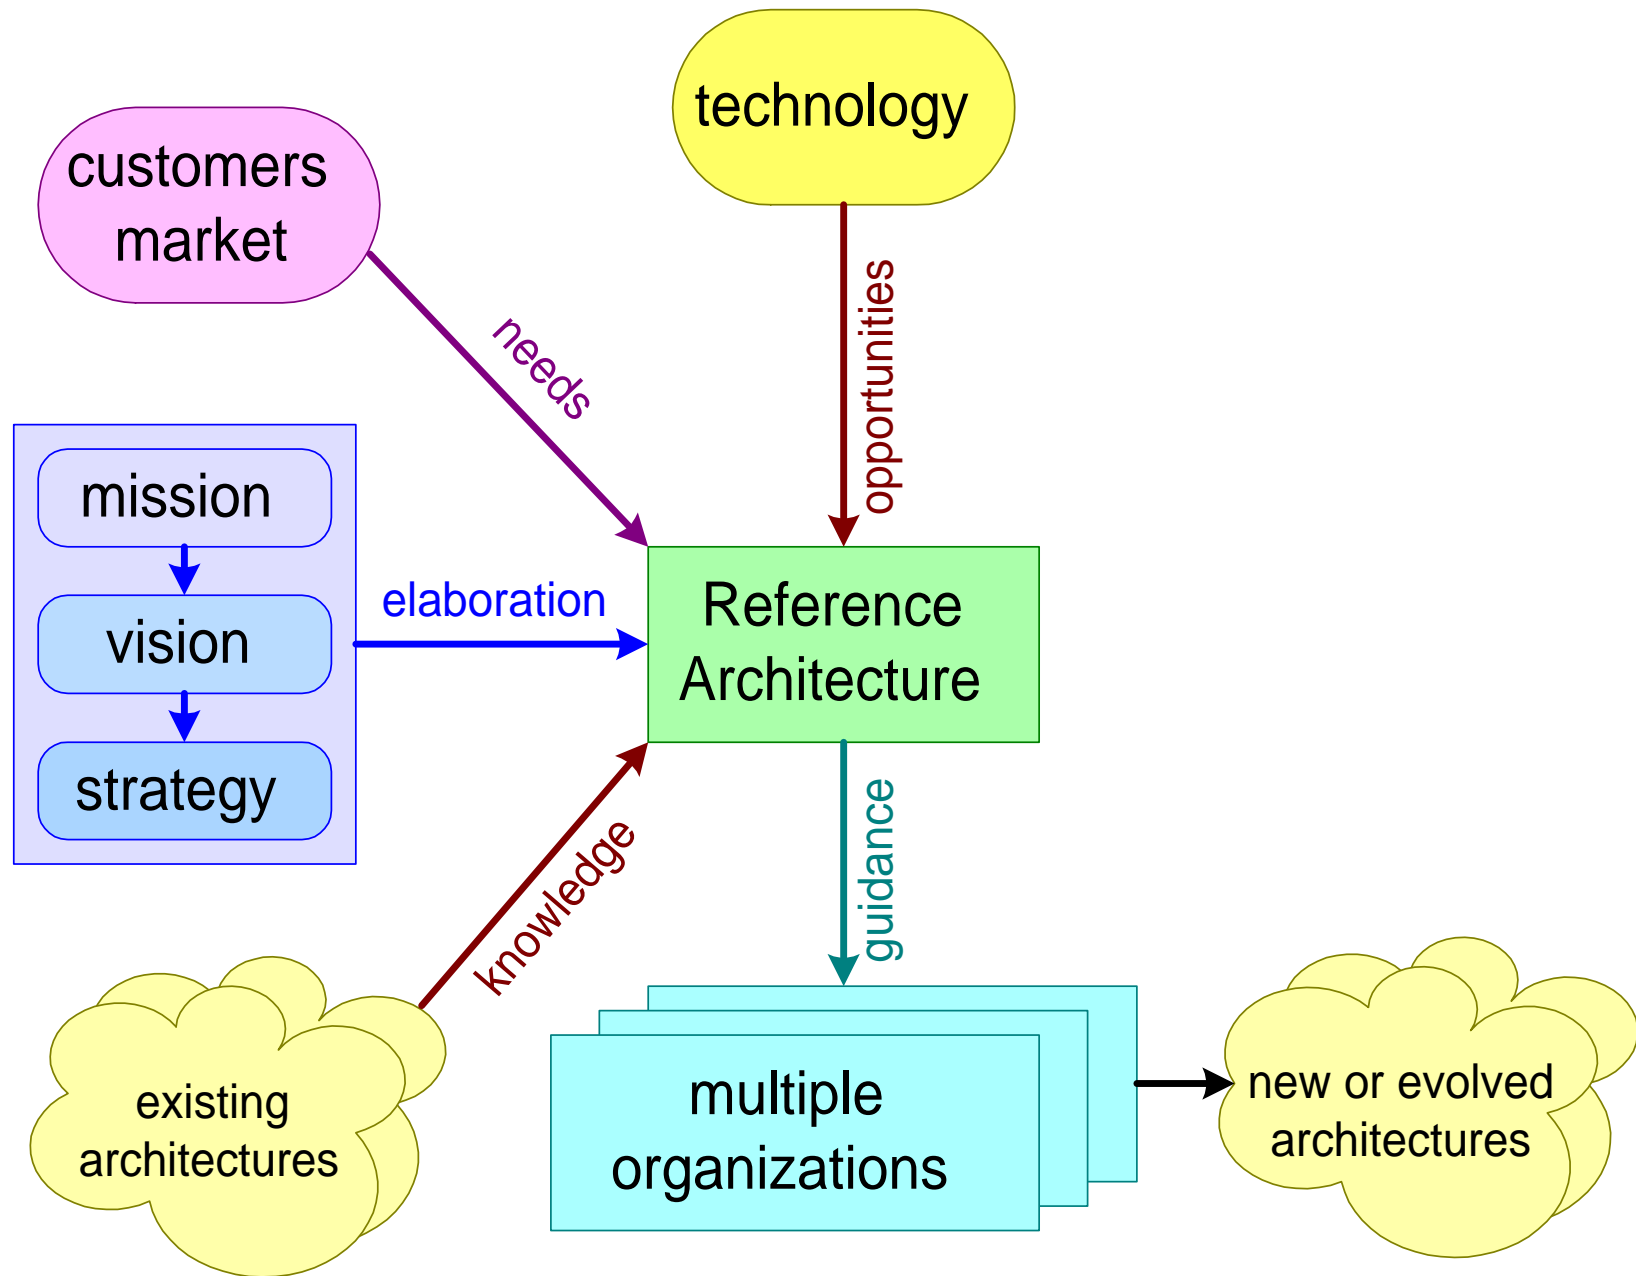 technology
customers
market
opportunities
needs
mission
vision
strategy
elaboration
Reference
Architecture
knowledge
guidance
existing
architectures
multiple
organizations
new or evolved
architectures